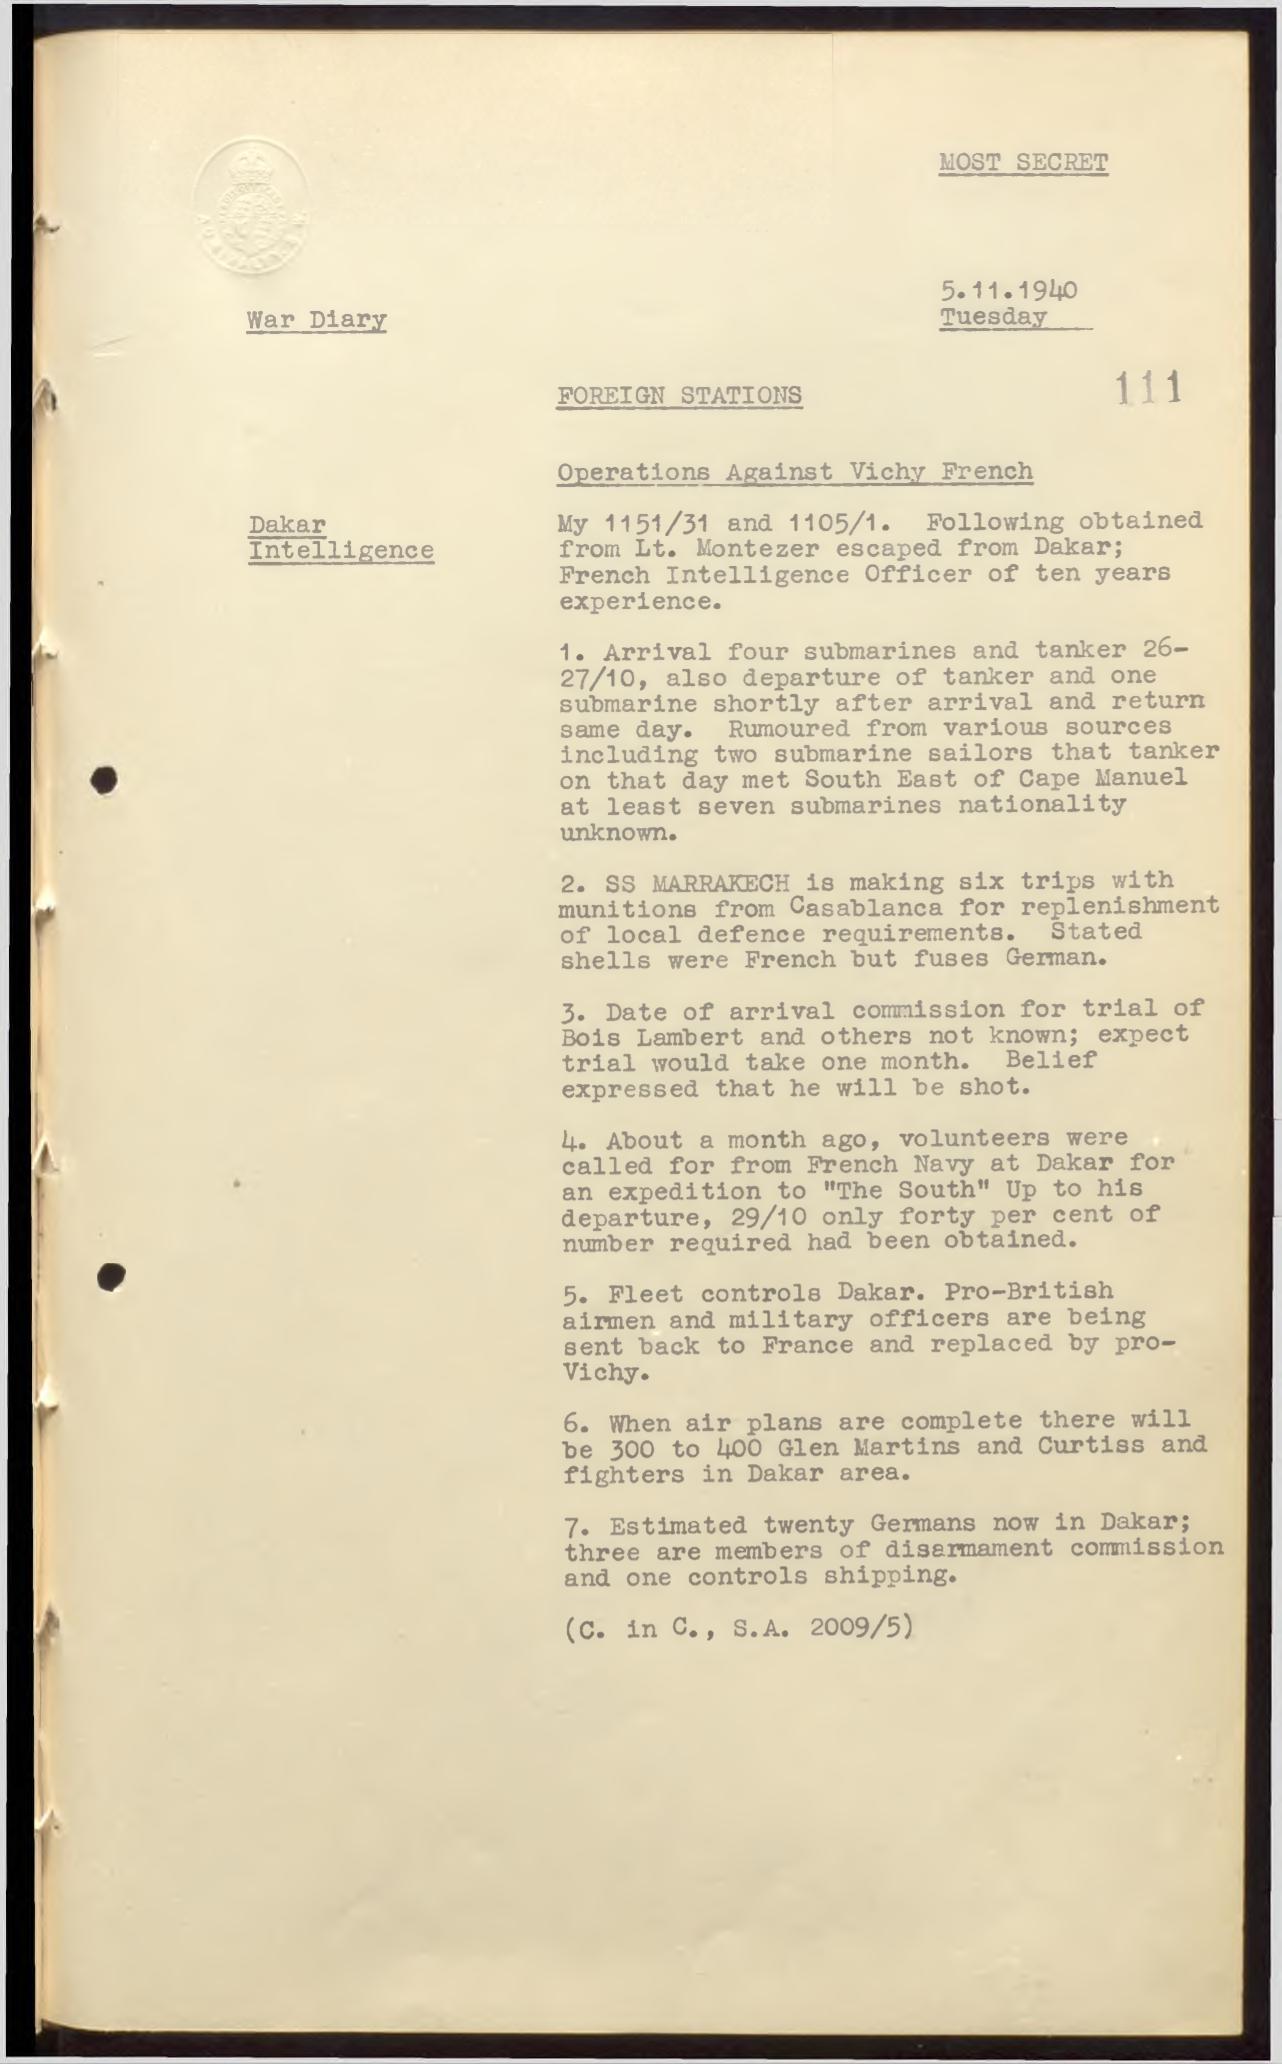 MOST SECRET
5.11.1940
War Diary
Tuesday
FOREIGN STATIONS
111
Operations Against Vichy French
Dakar
Intelligence
My 1151/31 and 1105/1. Following obtained
from Lt. Montezer escaped from Dakar;
French Intelligence Officer of ten years
experience.
1. Arrival four submarines and tanker 26-
27/10, also departure of tanker and one
submarine shortly after arrival and return
same day. Rumoured from various sources
including two submarine sailors that tanker
on that day met South East of Cape Manuel
at least seven submarines nationality
unknown.
2. SS MARRAKECH is making six trips with
munitions from Casablanca for replenishment
of local defence requirements. Stated
shells were French but fuses German.
3. Date of arrival commission for trial of
Bois Lambert and others not known; expect
trial would take one month. Belief
expressed that he will be shot.
4. About a month ago, volunteers were
called for from French Navy at Dakar for
an expedition to "The South" Up to his
departure, 29/10 only forty per cent of
number required had been obtained.
5. Fleet controls Dakar. Pro-British
airmen and military officers are being
sent back to France and replaced by pro-
Vichy.
6. When air plans are complete there will
be 300 to 400 Glen Martins and Curtiss and
fighters in Dakar area.
7. Estimated twenty Germans now in Dakar;
three are members of disarmament commission
and one controls shipping.
(C. in C., S.A. 2009/5)